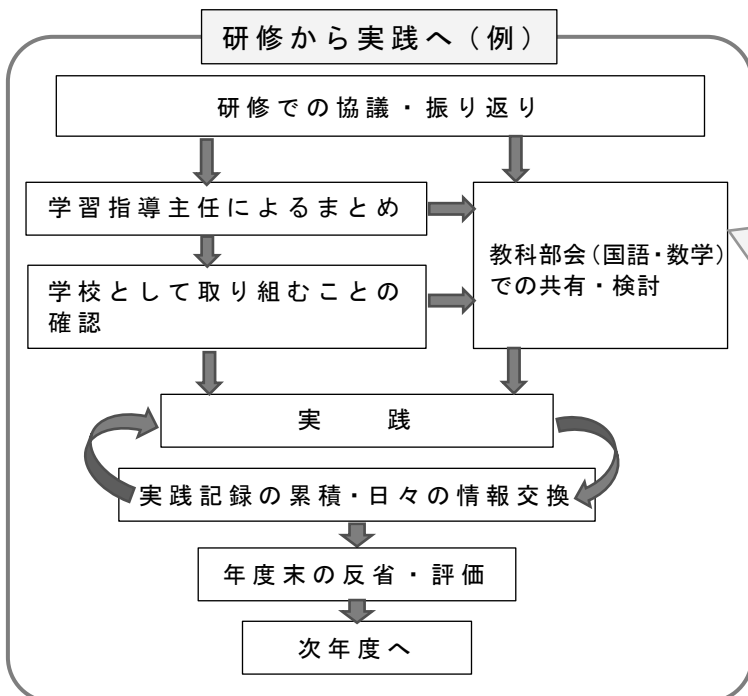 研修から実践へ（例）
研修での協議・振り返り
学習指導主任によるまとめ
学校として取り組むことの
確認
教科部会（国語・数学）
での共有・検討
実　　践
実践記録の累積・日々の情報交換
年度末の反省・評価
次年度へ